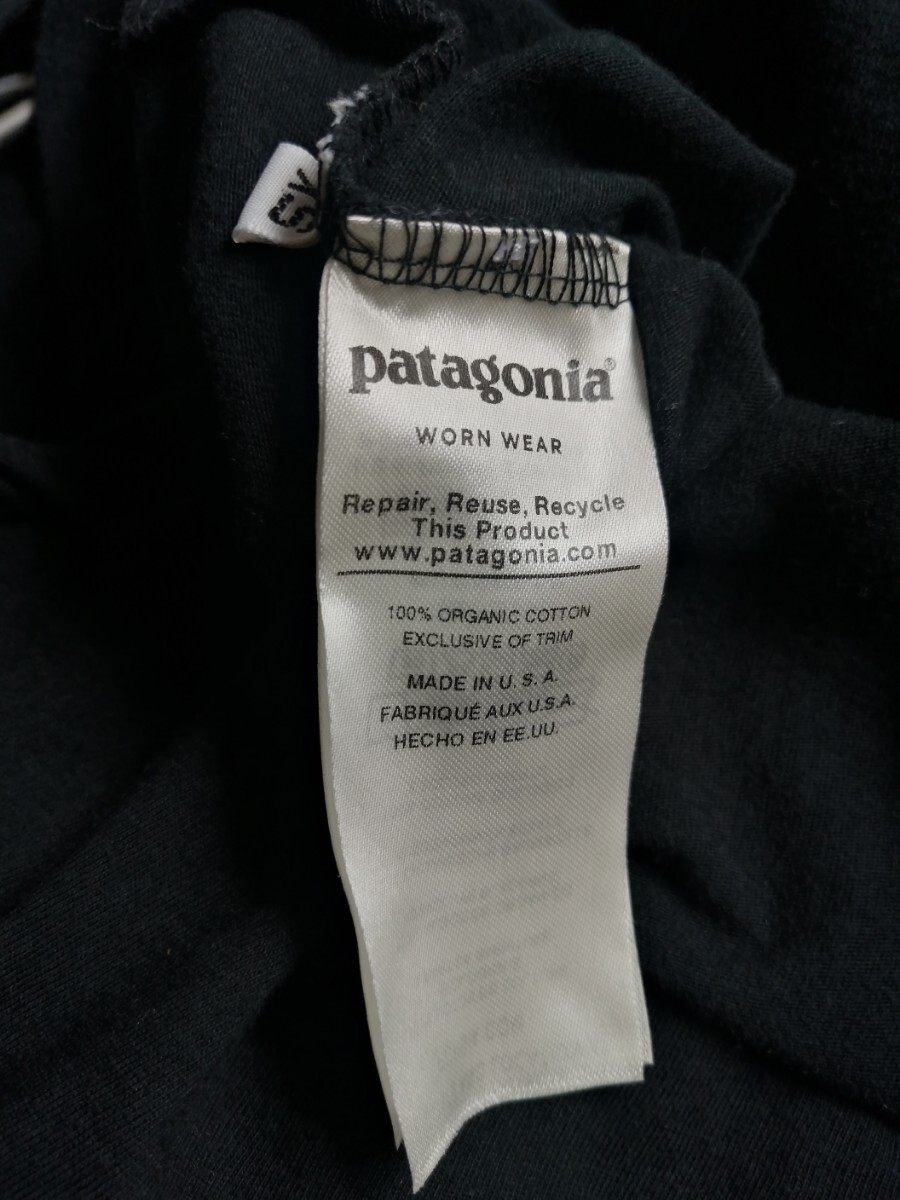 patagonia®
WORN WEAR
Repair, Reuse, Recycle
This Product
www.patagonia.com
100% ORGANIC COTTON
EXCLUSIVE OF TRIM
MADE IN U.S.A.
FABRIQUÉ AUX U.S.A.
HECHO EN EE.UU.